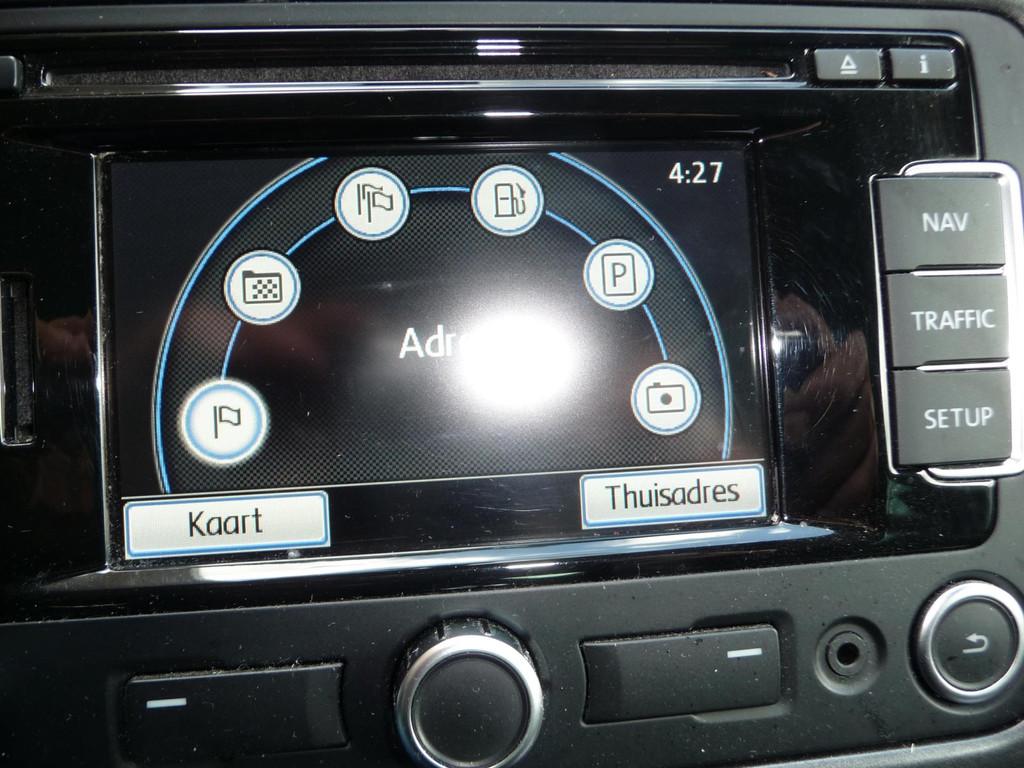 i
4:27
NAV
P
TRAFFIC
SETUP
Kaart
Thuisadres